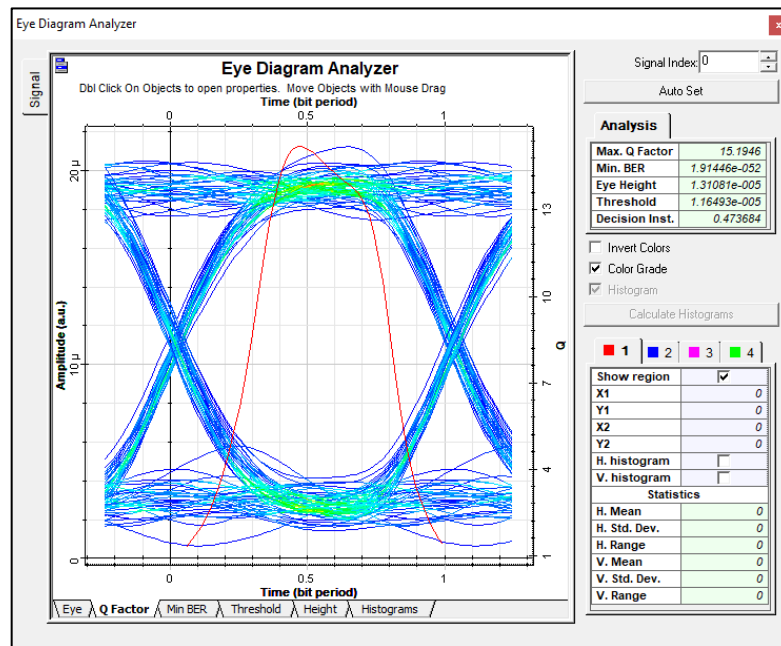 Eye Diagram Analyzer
x
Signal
Eye Diagram Analyzer
Dbl Click On Objects to open properties. Move Objects with Mouse Drag
Time (bit period)
0 0.5 1
Amplitude (a.u.)
20 µ
10 µ
0
Q
13
10
7
4
1
0 0.5 1
Time (bit period)
Eye Q Factor Min BER Threshold Height Histograms
Signal Index: 0
Auto Set
Analysis
Max. Q Factor 15.1946
Min. BER 1.91446e-052
Eye Height 1.31081e-005
Threshold 1.16493e-005
Decision Inst. 0.473684
Invert Colors
Color Grade
Histogram
Calculate Histograms
1 2 3 4
Show region
X1 0
Y1 0
X2 0
Y2 0
H. histogram
V. histogram
Statistics
H. Mean 0
H. Std. Dev. 0
H. Range 0
V. Mean 0
V. Std. Dev. 0
V. Range 0